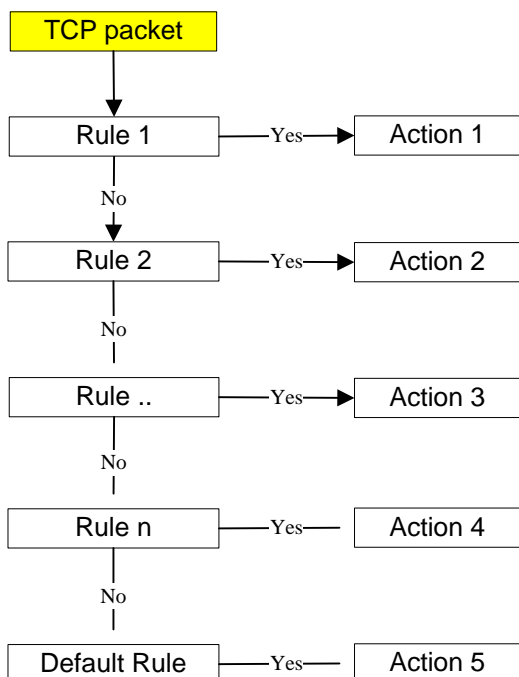 TCP packet
Rule 1
Yes
Action 1
No
Rule 2
Yes
Action 2
No
Rule ..
Yes
Action 3
No
Rule n
Yes
Action 4
No
Default Rule
Yes
Action 5